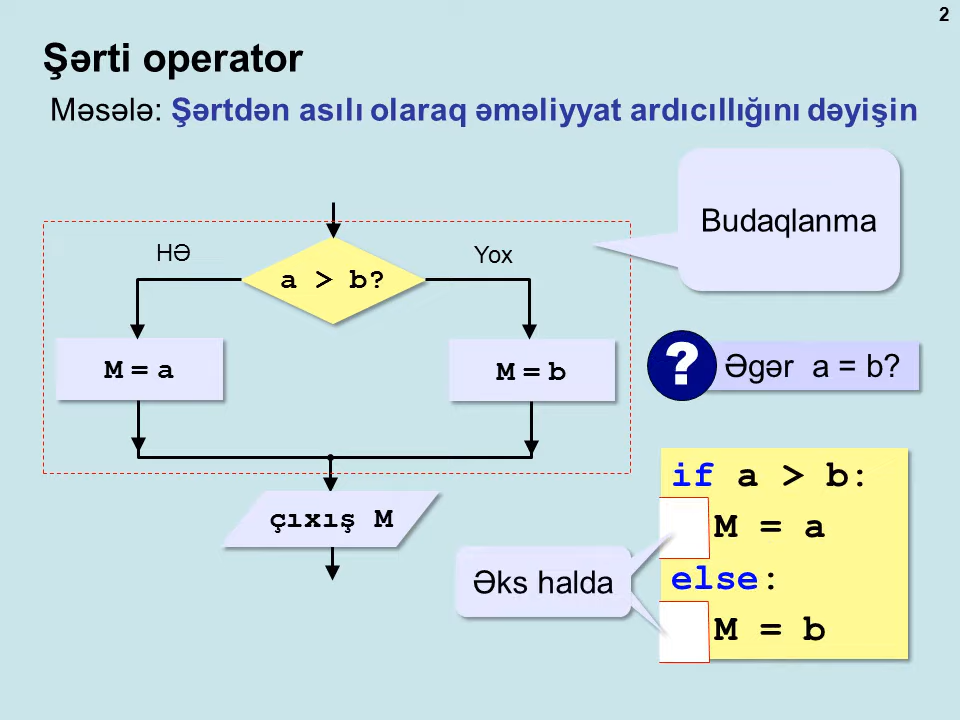 2
Şərti operator
Məsələ: Şərtdən asılı olaraq əməliyyat ardıcıllığını dəyişin
Budaqlanma
HƏ
Yox
a > b?
M = a
M = b
?
Əgər a = b?
çıxış M
Əks halda
if a > b:
M = a
else:
M = b